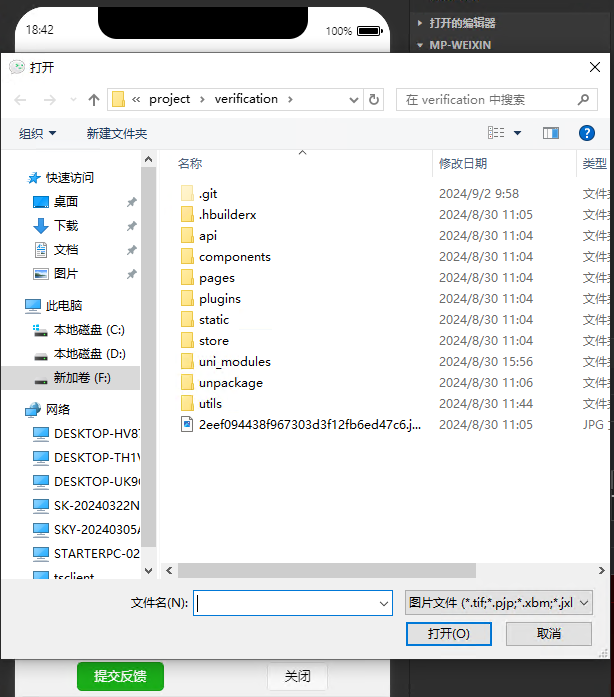 18:42
100%
打开的编辑器
MP-WEIXIN
打开
« project › verification ›
在 verification 中搜索
组织
新建文件夹
名称
修改日期
类型
快速访问
桌面
下载
文档
图片
此电脑
本地磁盘 (C:)
本地磁盘 (D:)
新加卷 (F:)
网络
DESKTOP-HV87
DESKTOP-TH1V
DESKTOP-UK9
SK-20240322N
SKY-20240305A
STARTERPC-02
tsclient
.git 2024/9/2 9:58 文件
.hbuilderx 2024/8/30 11:05 文件
api 2024/8/30 11:04 文件
components 2024/8/30 11:04 文件
pages 2024/8/30 11:04 文件
plugins 2024/8/30 11:04 文件
static 2024/8/30 11:04 文件
store 2024/8/30 11:04 文件
uni_modules 2024/8/30 15:56 文件
unpackage 2024/8/30 11:06 文件
utils 2024/8/30 11:44 文件
2eef094438f967303d3f12fb6ed47c6.j... 2024/8/30 11:05 JPG
文件名(N):
图片文件 (*.tif;*.pjp;*.xbm;*.jxl
打开(O)
取消
提交反馈
关闭